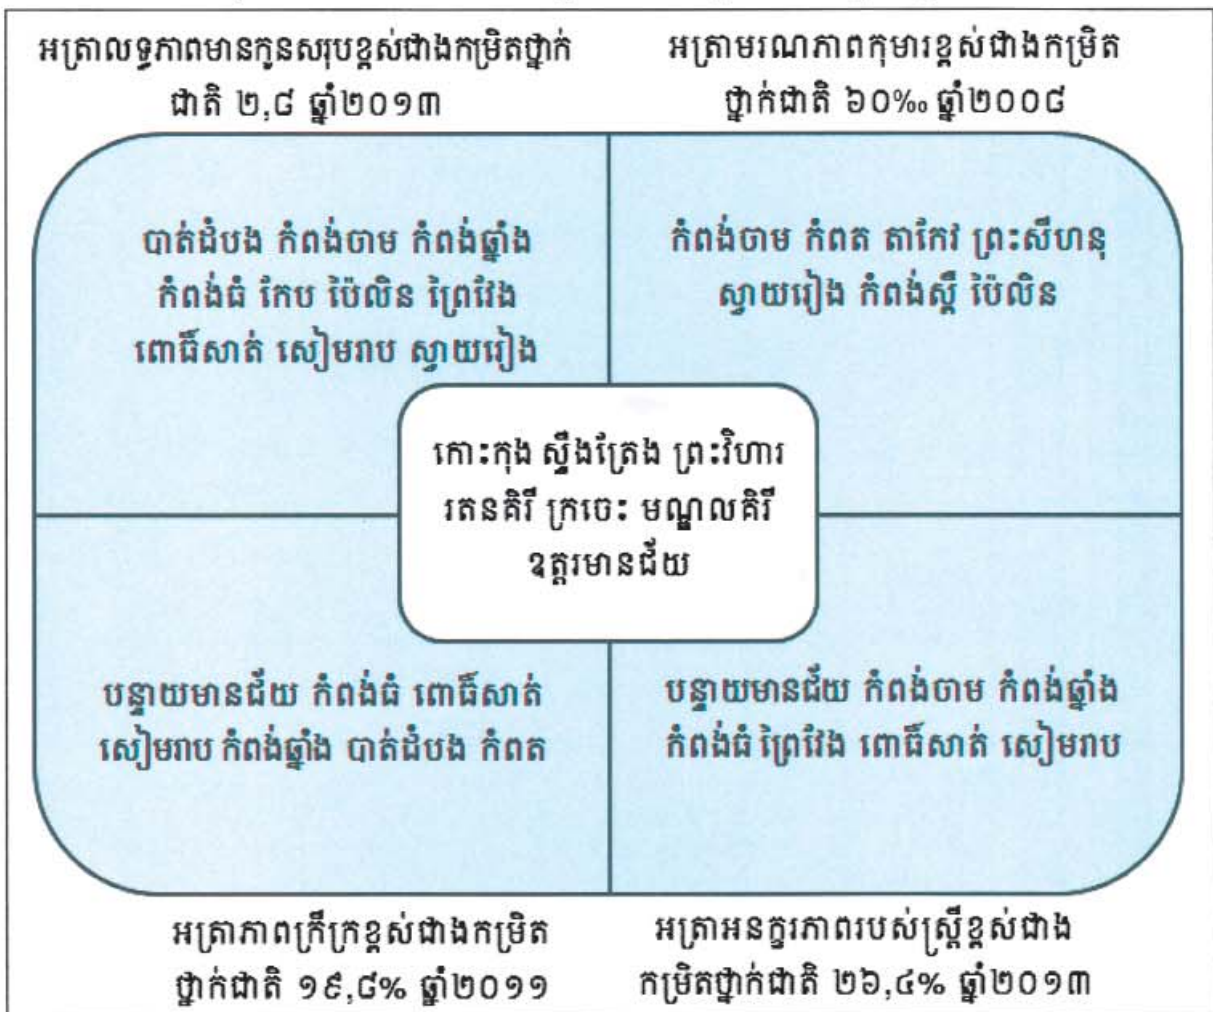 អត្រាលទ្ធភាពមានកូនសរុបខ្ពស់ជាងកម្រិតថ្នាក់
ជាតិ ២,៨ ឆ្នាំ២០១៣
អត្រាមរណភាពកុមារខ្ពស់ជាងកម្រិត
ថ្នាក់ជាតិ ៦០‰ ឆ្នាំ២០០៨
បាត់ដំបង កំពង់ចាម កំពង់ឆ្នាំង
កំពង់ធំ កែប ប៉ៃលិន ព្រៃវែង
ពោធិ៍សាត់ សៀមរាប ស្វាយរៀង
កំពង់ចាម កំពត តាកែវ ព្រះសីហនុ
ស្វាយរៀង កំពង់ស្ពឺ ប៉ៃលិន
កោះកុង ស្ទឹងត្រែង ព្រះវិហារ
រតនគិរី ក្រចេះ មណ្ឌលគិរី
ឧត្តរមានជ័យ
បន្ទាយមានជ័យ កំពង់ធំ ពោធិ៍សាត់
សៀមរាប កំពង់ឆ្នាំង បាត់ដំបង កំពត
បន្ទាយមានជ័យ កំពង់ចាម កំពង់ឆ្នាំង
កំពង់ធំ ព្រៃវែង ពោធិ៍សាត់ សៀមរាប
អត្រាភាពក្រីក្រខ្ពស់ជាងកម្រិត
ថ្នាក់ជាតិ ១៩,៨% ឆ្នាំ២០១១
អត្រាអនក្ខរភាពរបស់ស្ត្រីខ្ពស់ជាង
កម្រិតថ្នាក់ជាតិ ២៦,៤% ឆ្នាំ២០១៣